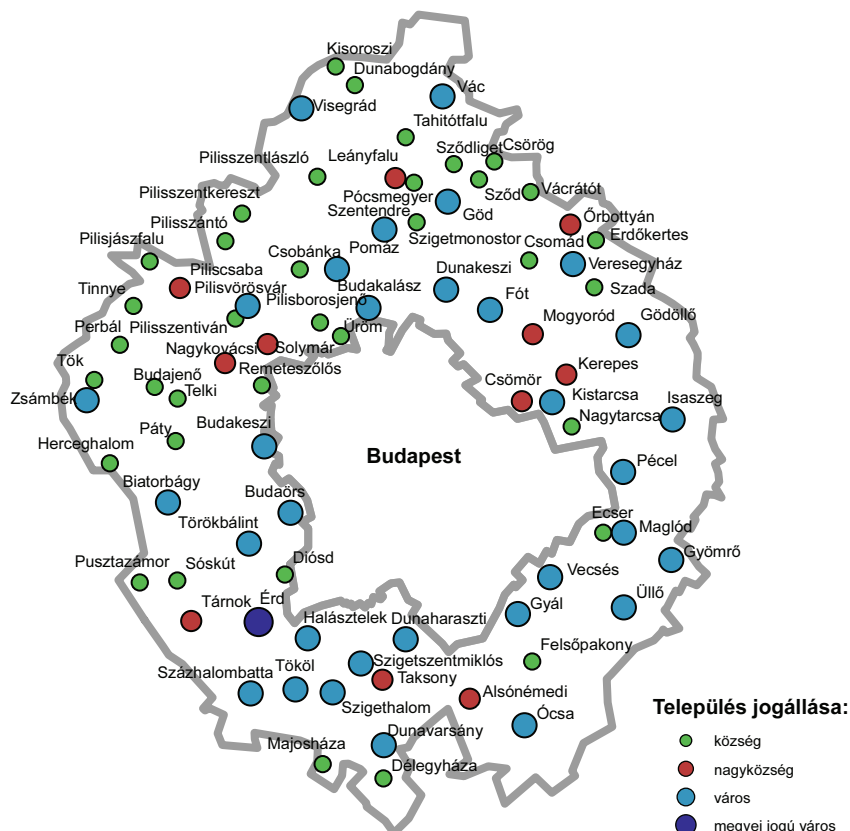 Kisoroszi
Dunabogdány
Visegrád
Vác
Tahitótfalu
Sződliget
Csörög
Pilisszentlászló
Leányfalu
Pilisszentkereszt
Pócsmegyer
Sződ
Vácrátót
Szentendre
Göd
Pilisszántó
Őrbottyán
Szigetmonostor
Erdőkertes
Csobánka
Pomáz
Csomád
Pilisjászfalu
Piliscsaba
Budakalász
Dunakeszi
Veresegyház
Tinnye
Pilisvörösvár
Pilisborosjenő
Fót
Szada
Perbál
Pilisszentiván
Üröm
Mogyoród
Gödöllő
Nagykovácsi
Solymár
Tök
Budajenő
Remeteszőlős
Kerepes
Telki
Csömör
Zsámbék
Kistarcsa
Isaszeg
Páty
Budakeszi
Nagytarcsa
Herceghalom
Budapest
Pécel
Biatorbágy
Budaörs
Törökbálint
Ecser
Maglód
Pusztazámor
Sóskút
Diósd
Gyömrő
Vecsés
Tárnok
Érd
Gyál
Üllő
Halásztelek
Dunaharaszti
Százhalombatta
Tököl
Szigetszentmiklós
Felsőpakony
Taksony
Szigethalom
Alsónémedi
Ócsa
Dunavarsány
Majosháza
Délegyháza
Település jogállása:
község
nagyközség
város
megyei jogú város